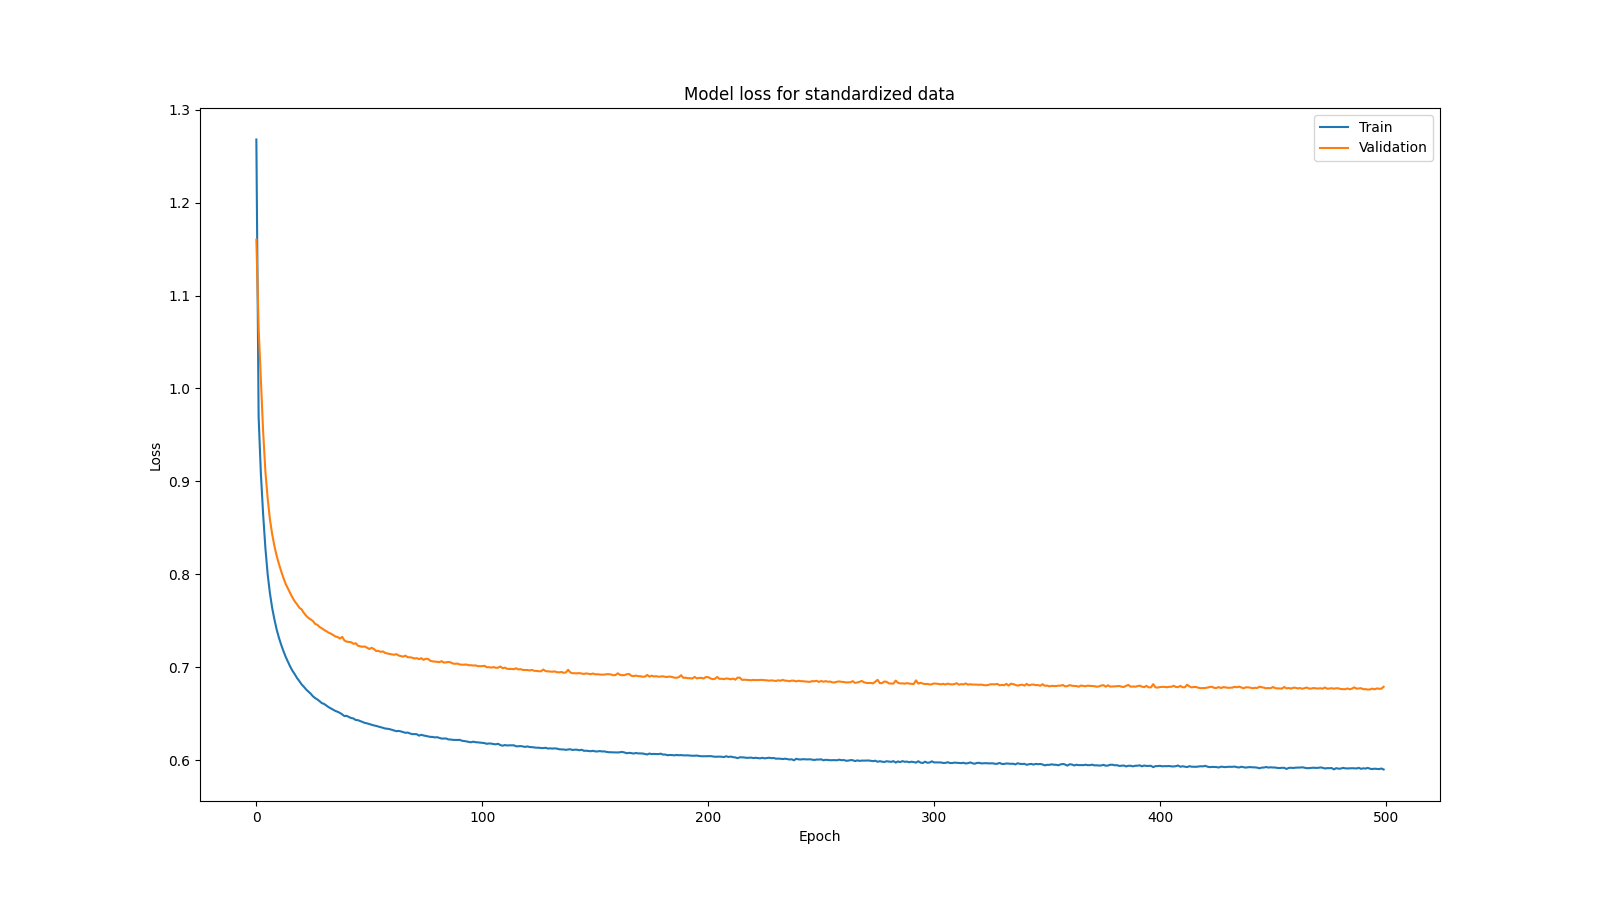 Model loss for standardized data
Train
Validation
1.3
1.2
1.1
1.0
0.9
0.8
0.7
0.6
Loss
0 100 200 300 400 500
Epoch